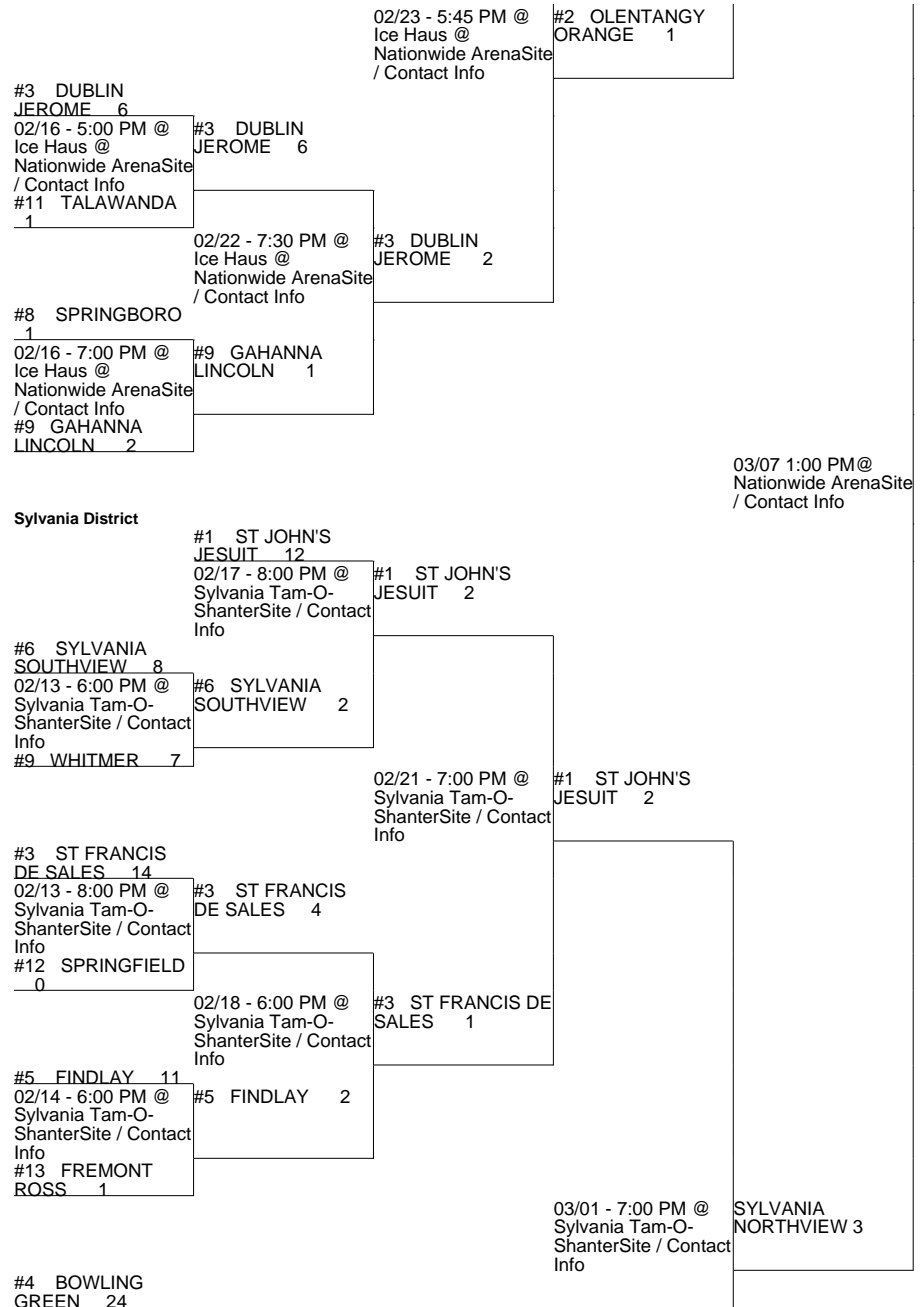 02/23 - 5:45 PM @
Ice Haus @
Nationwide ArenaSite
/ Contact Info
#2 OLENTANGY
ORANGE 1
#3 DUBLIN
JEROME 6
02/16 - 5:00 PM @
Ice Haus @
Nationwide ArenaSite
/ Contact Info
#11 TALAWANDA
1
#3 DUBLIN
JEROME 6
02/22 - 7:30 PM @
Ice Haus @
Nationwide ArenaSite
/ Contact Info
#3 DUBLIN
JEROME 2
#8 SPRINGBORO
1
02/16 - 7:00 PM @
Ice Haus @
Nationwide ArenaSite
/ Contact Info
#9 GAHANNA
LINCOLN 2
#9 GAHANNA
LINCOLN 1
03/07 1:00 PM@
Nationwide ArenaSite
/ Contact Info
Sylvania District
#1 ST JOHN'S
JESUIT 12
02/17 - 8:00 PM @
Sylvania Tam-O-
ShanterSite / Contact
Info
#1 ST JOHN'S
JESUIT 2
#6 SYLVANIA
SOUTHVIEW 8
02/13 - 6:00 PM @
Sylvania Tam-O-
ShanterSite / Contact
Info
#9 WHITMER 7
#6 SYLVANIA
SOUTHVIEW 2
02/21 - 7:00 PM @
Sylvania Tam-O-
ShanterSite / Contact
Info
#1 ST JOHN'S
JESUIT 2
#3 ST FRANCIS
DE SALES 14
02/13 - 8:00 PM @
Sylvania Tam-O-
ShanterSite / Contact
Info
#12 SPRINGFIELD
0
#3 ST FRANCIS
DE SALES 4
02/18 - 6:00 PM @
Sylvania Tam-O-
ShanterSite / Contact
Info
#3 ST FRANCIS DE
SALES 1
#5 FINDLAY 11
02/14 - 6:00 PM @
Sylvania Tam-O-
ShanterSite / Contact
Info
#13 FREMONT
ROSS 1
#5 FINDLAY 2
03/01 - 7:00 PM @
Sylvania Tam-O-
ShanterSite / Contact
Info
SYLVANIA
NORTHVIEW 3
#4 BOWLING
GREEN 24